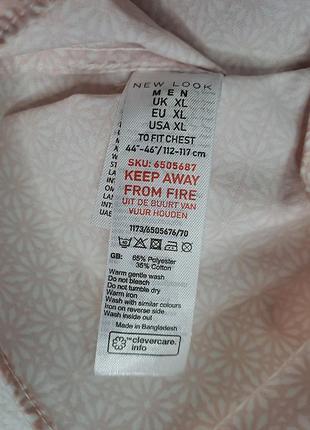 NEW LOOK
MEN
UK XL
EU XL
USA XL
TO FIT CHEST
44"-46"/112-117 cm
SKU: 6505687
KEEP AWAY
FROM FIRE
UIT DE BUURT VAN
VUUR HOUDEN
1173/6505676/70
GB: 65% Polyester
35% Cotton
Warm gentle wash
Do not bleach
Do not tumble dry
Warm iron
Wash with similar colours
Iron on reverse side
Wash inside out
Made in Bangladesh
clevercare.
info